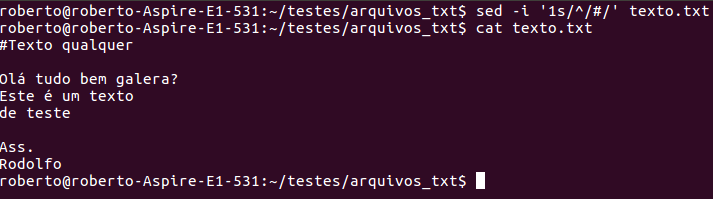 roberto@roberto-Aspire-E1-531:~/testes/arquivos_txt$ sed -i '1s/^/#/' texto.txt
roberto@roberto-Aspire-E1-531:~/testes/arquivos_txt$ cat texto.txt
#Texto qualquer

Olá tudo bem galera?
Este é um texto
de teste

Ass.
Rodolfo
roberto@roberto-Aspire-E1-531:~/testes/arquivos_txt$